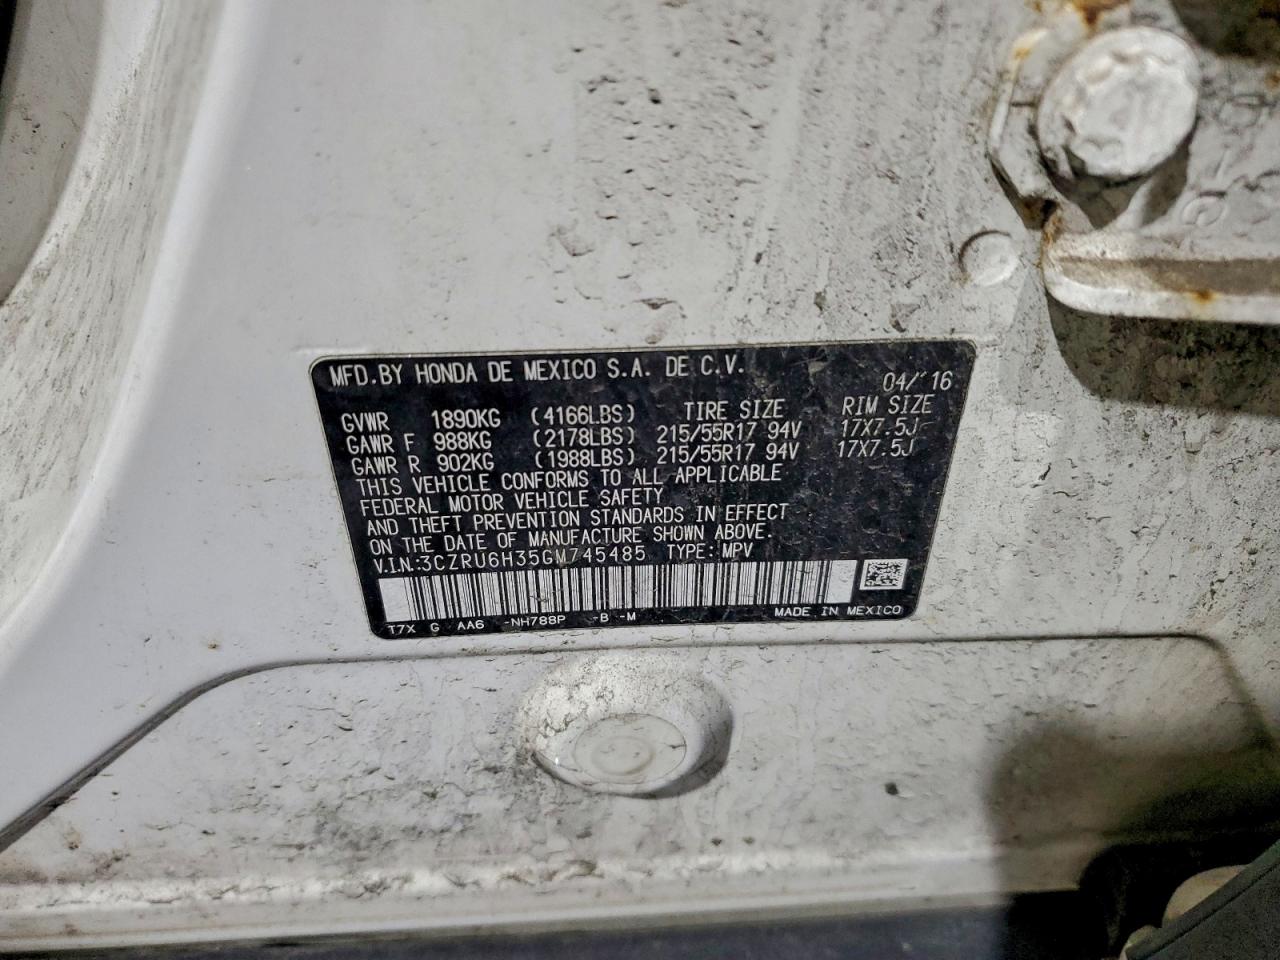 MFD.BY HONDA DE MEXICO S.A. DE C.V.
04/'16
GVWR 1890KG (4166LBS) TIRE SIZE RIM SIZE
GAWR F 988KG (2178LBS) 215/55R17 94V 17X7.5J
GAWR R 902KG (1988LBS) 215/55R17 94V 17X7.5J
THIS VEHICLE CONFORMS TO ALL APPLICABLE
FEDERAL MOTOR VEHICLE SAFETY
AND THEFT PREVENTION STANDARDS IN EFFECT
ON THE DATE OF MANUFACTURE SHOWN ABOVE.
V.I.N.:3CZRU6H35GM745485 TYPE:MPV
T7X G AA6 -NH788P -B -M MADE IN MEXICO